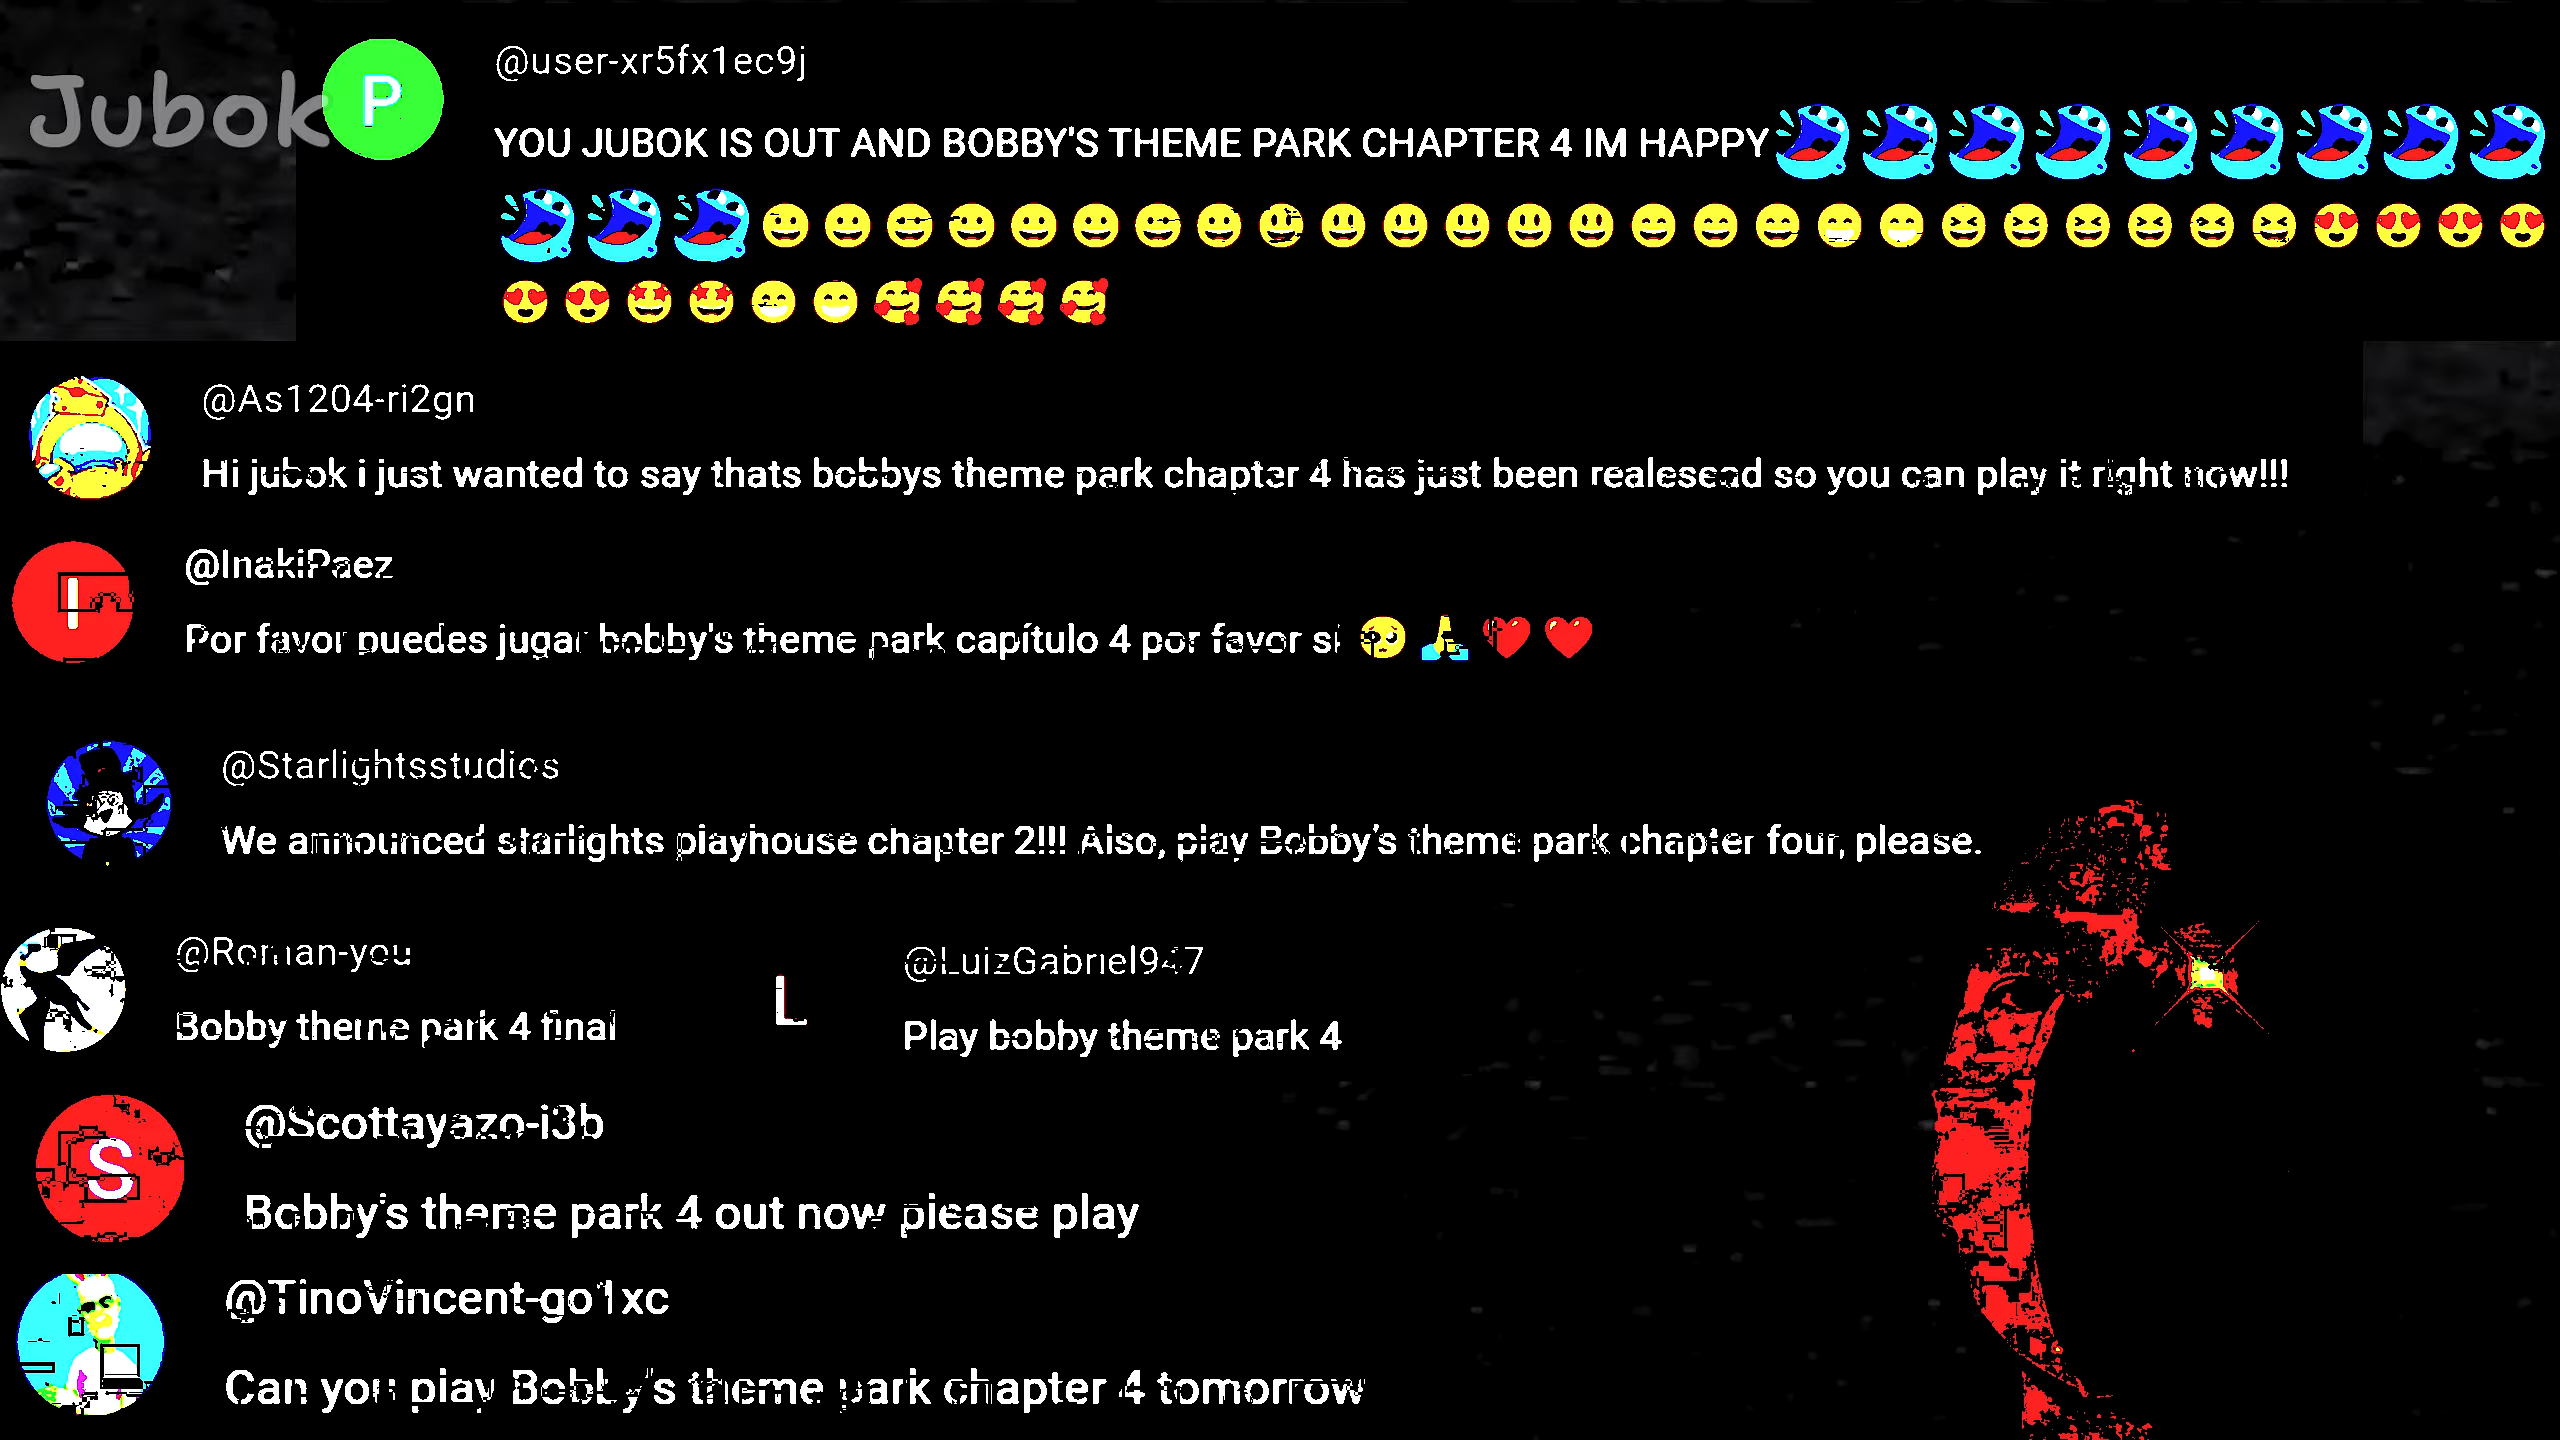 Jubok
P
@user-xr5fx1ec9j
YOU JUBOK IS OUT AND BOBBY'S THEME PARK CHAPTER 4 IM HAPPY
@As1204-ri2gn
Hi jubok i just wanted to say thats bobbys theme park chapter 4 has just been realesead so you can play it right now!!!
I
@InakiPaez
Por favor puedes jugar bobby's theme park capítulo 4 por favor si 🥺 🙏 ❤️ ❤️
@Starlightsstudios
We announced starlights playhouse chapter 2!!! Also, play Bobby's theme park chapter four, please.
@Roman-you
Bobby theme park 4 final
L
@LuizGabriel947
Play bobby theme park 4
S
@Scottayazo-i3b
Bobby's theme park 4 out now please play
@TinoVincent-go1xc
Can you play Bobby's theme park chapter 4 tomorrow